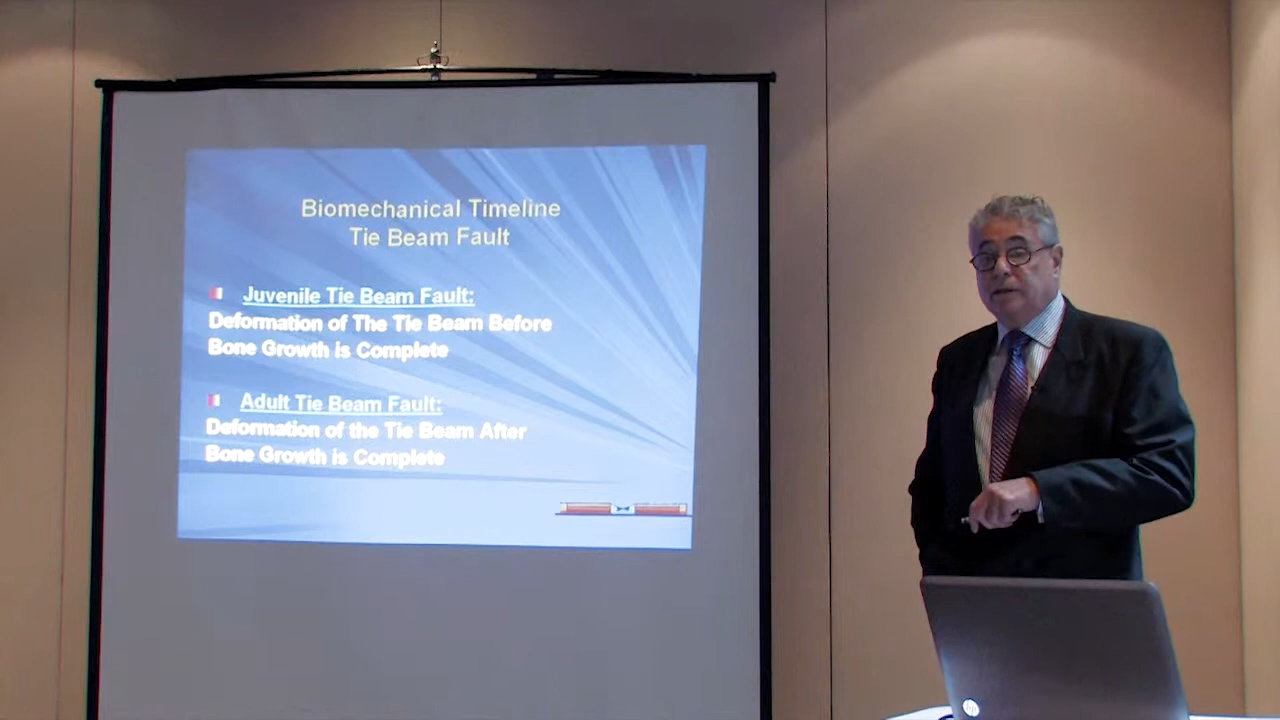 Biomechanical Timeline
Tie Beam Fault
Juvenile Tie Beam Fault:
Deformation of The Tie Beam Before
Bone Growth is Complete
Adult Tie Beam Fault:
Deformation of the Tie Beam After
Bone Growth is Complete
hp